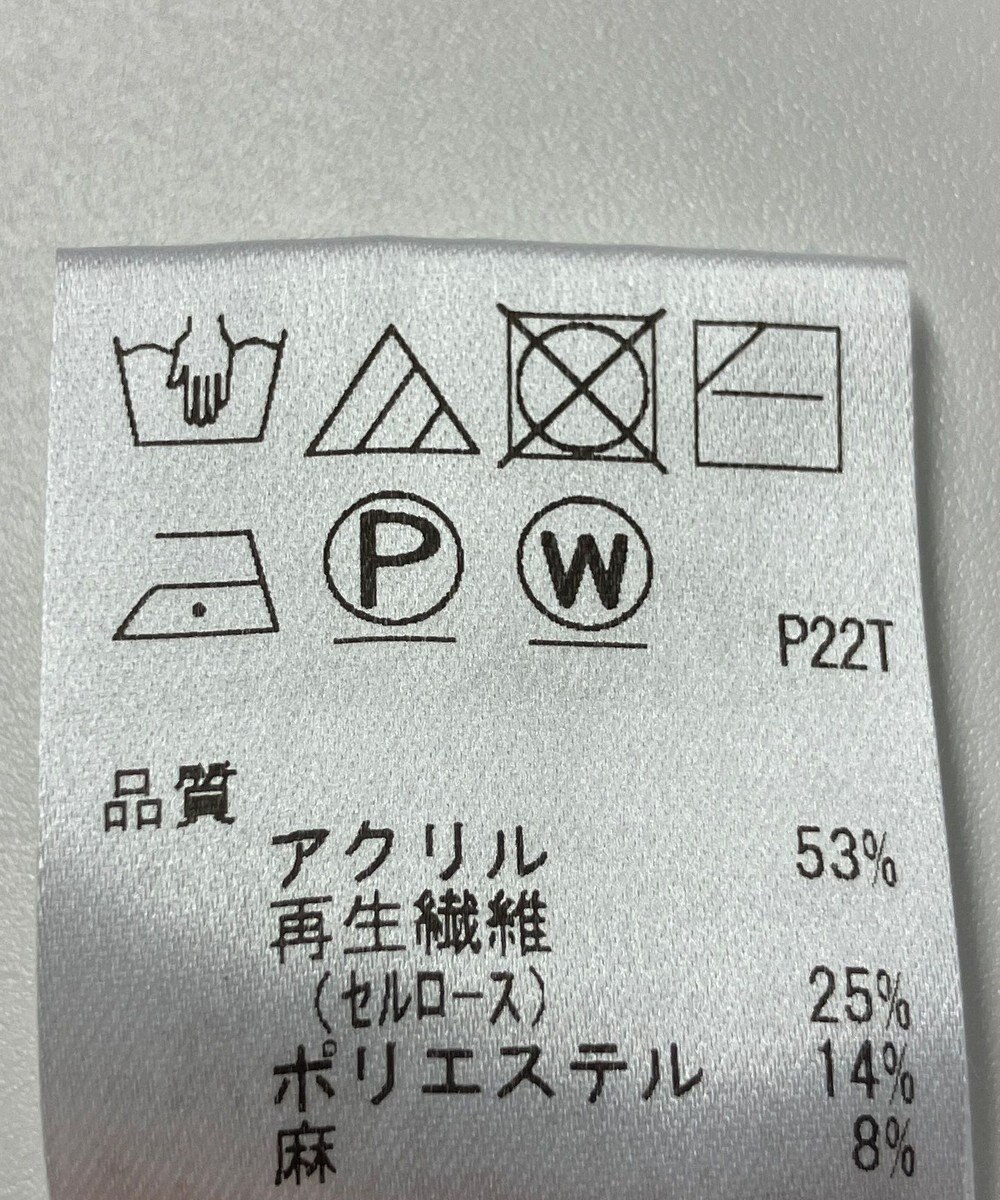 P
W
P22T
品質
アクリル 53%
再生繊維
(セルロース) 25%
ポリエステル 14%
麻 8%